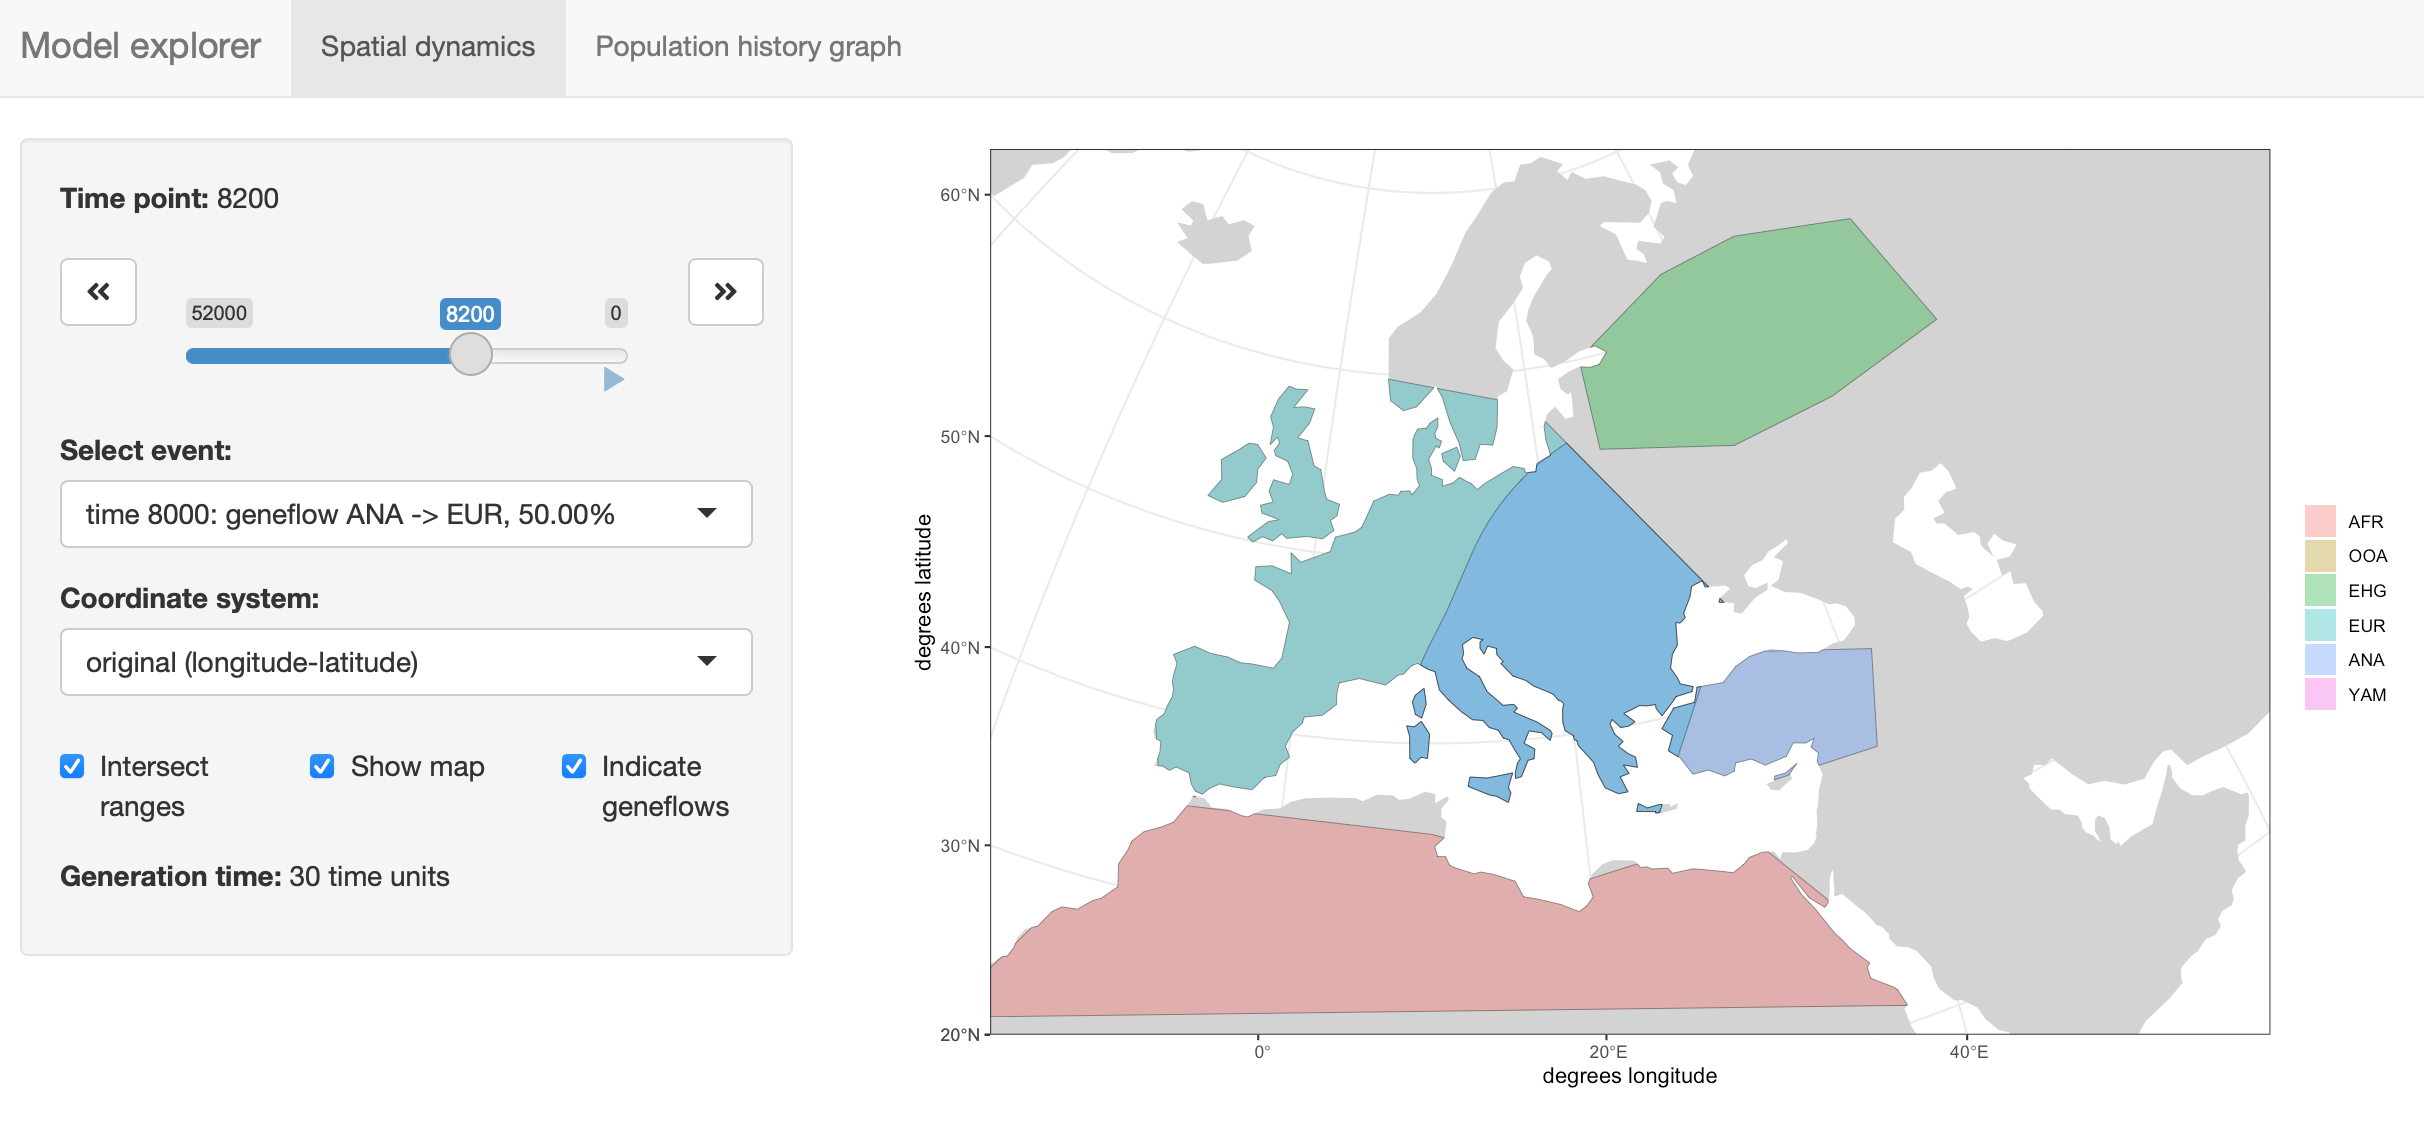 Model explorer
Spatial dynamics
Population history graph
Time point: 8200
52000
8200
0
Select event:
time 8000: geneflow ANA -> EUR, 50.00%
Coordinate system:
original (longitude-latitude)
Intersect
ranges
Show map
Indicate
geneflows
Generation time: 30 time units
degrees latitude
60°N
50°N
40°N
30°N
20°N
0°
20°E
40°E
degrees longitude
AFR
OOA
EHG
EUR
ANA
YAM